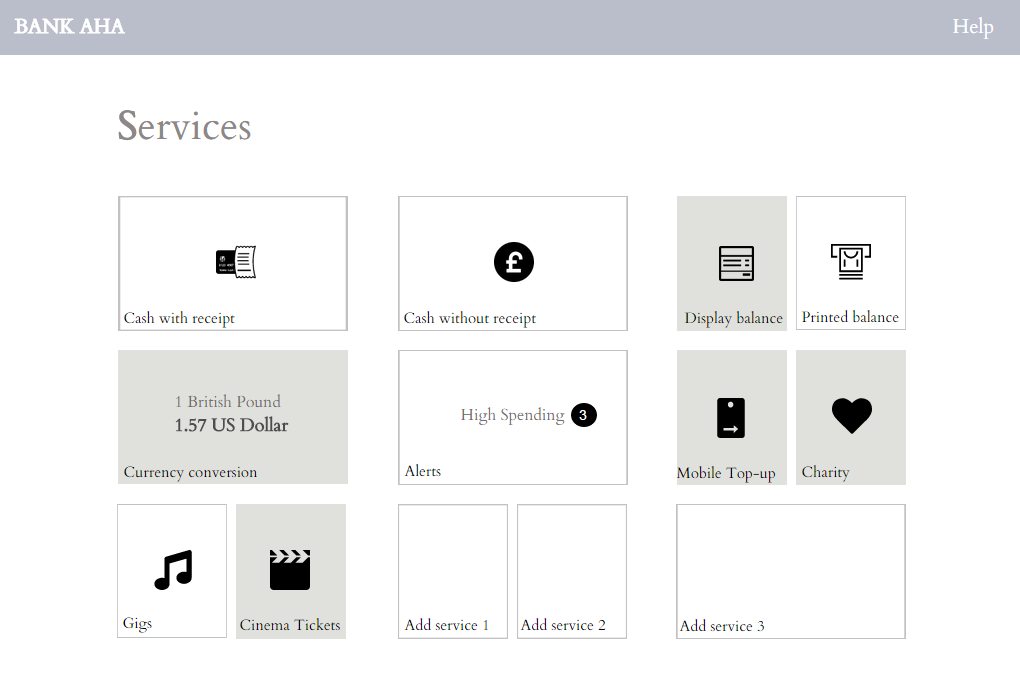 BANK AHA
Help
Services
£
Cash with receipt
Cash without receipt
Display balance
Printed balance
1 British Pound
1.57 US Dollar
Currency conversion
High Spending 3
Alerts
Mobile Top-up
Charity
Gigs
Cinema Tickets
Add service 1
Add service 2
Add service 3